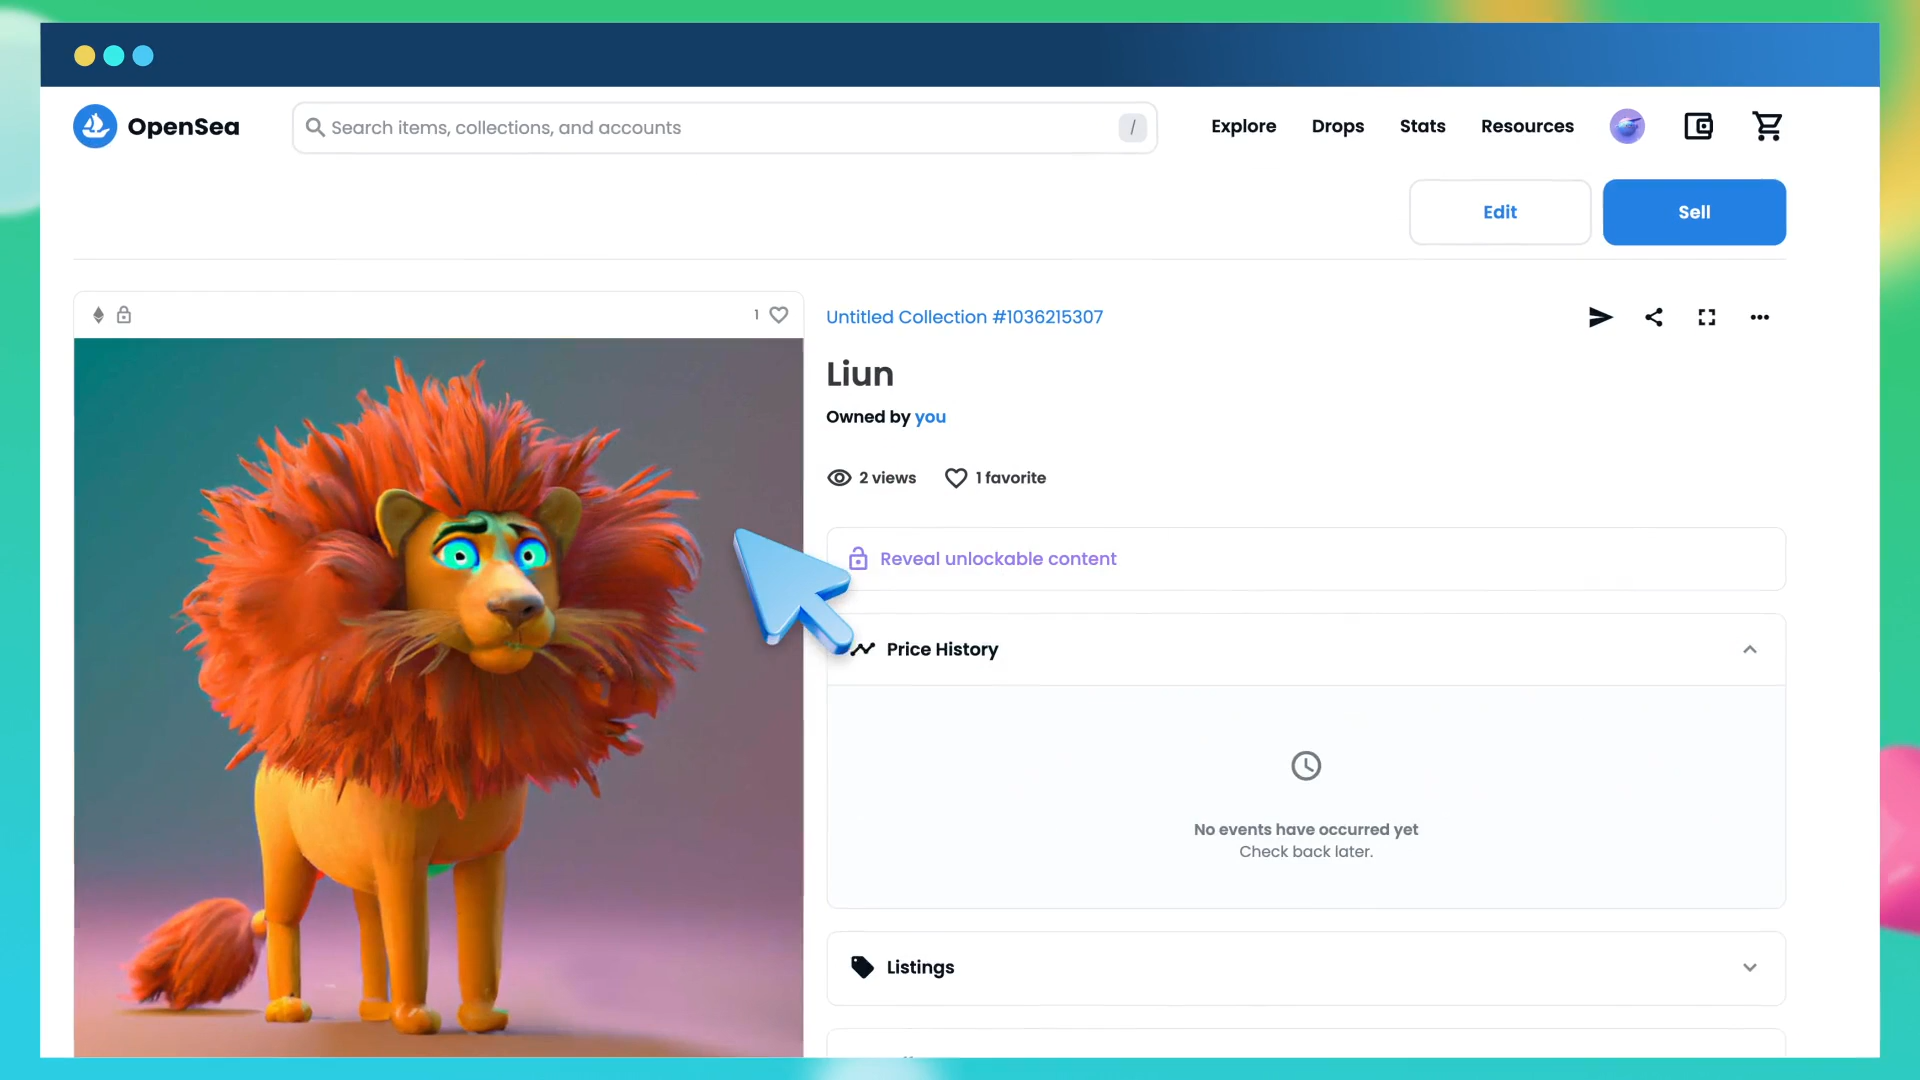 OpenSea
Search items, collections, and accounts
/
Explore
Drops
Stats
Resources
Edit
Sell
1
Untitled Collection #1036215307
Liun
Owned by you
2 views
1 favorite
Reveal unlockable content
Price History
No events have occurred yet
Check back later.
Listings